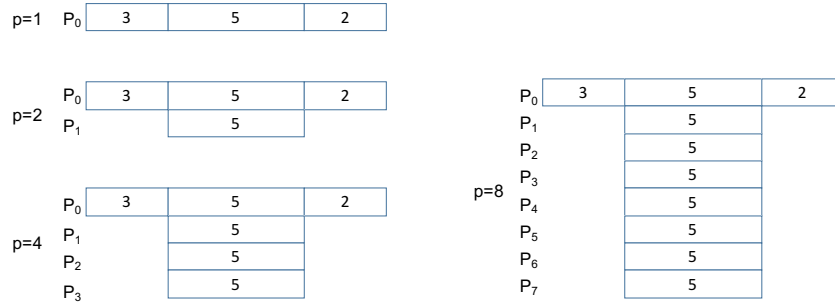 p=1 P₀ 3 5 2
p=2
P₀ 3 5 2
P₁ 5
p=4
P₀ 3 5 2
P₁ 5
P₂ 5
P₃ 5
p=8
P₀ 3 5 2
P₁ 5
P₂ 5
P₃ 5
P₄ 5
P₅ 5
P₆ 5
P₇ 5